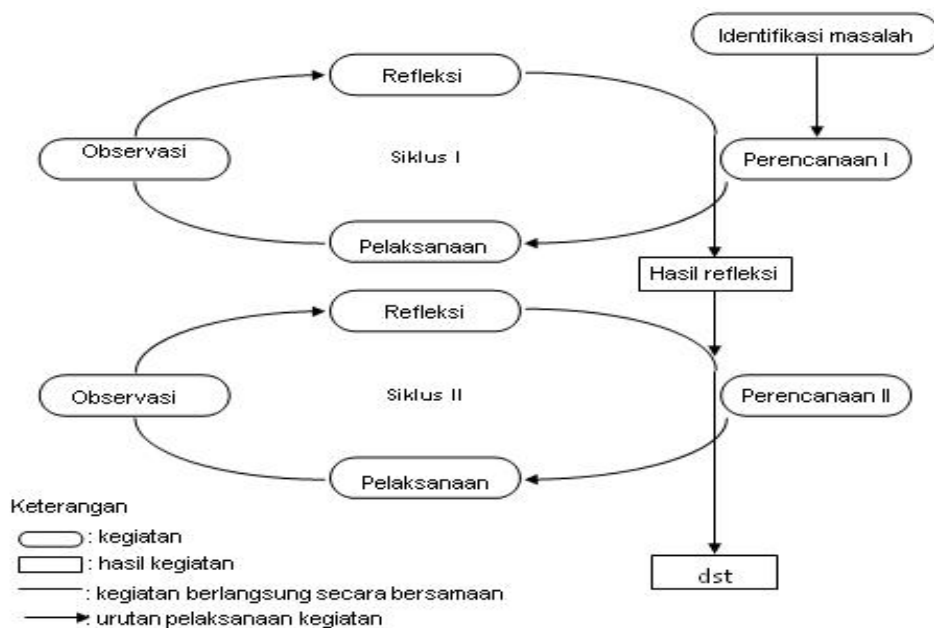 Identifikasi masalah
Refleksi
Observasi
Siklus I
Perencanaan I
Pelaksanaan
Hasil refleksi
Refleksi
Observasi
Siklus II
Perencanaan II
Pelaksanaan
Keterangan
: kegiatan
: hasil kegiatan
: kegiatan berlangsung secara bersamaan
: urutan pelaksanaan kegiatan
dst